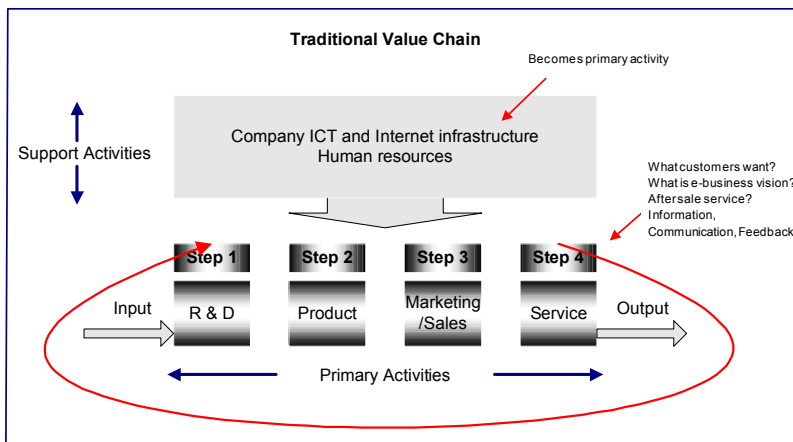 Traditional Value Chain
Becomes primary activity
Company ICT and Internet infrastructure
Human resources
Support Activities
What customers want?
What is e-business vision?
After sale service?
Information,
Communication, Feedback
Step 1
Step 2
Step 3
Step 4
Input
R & D
Product
Marketing
/Sales
Service
Output
Primary Activities